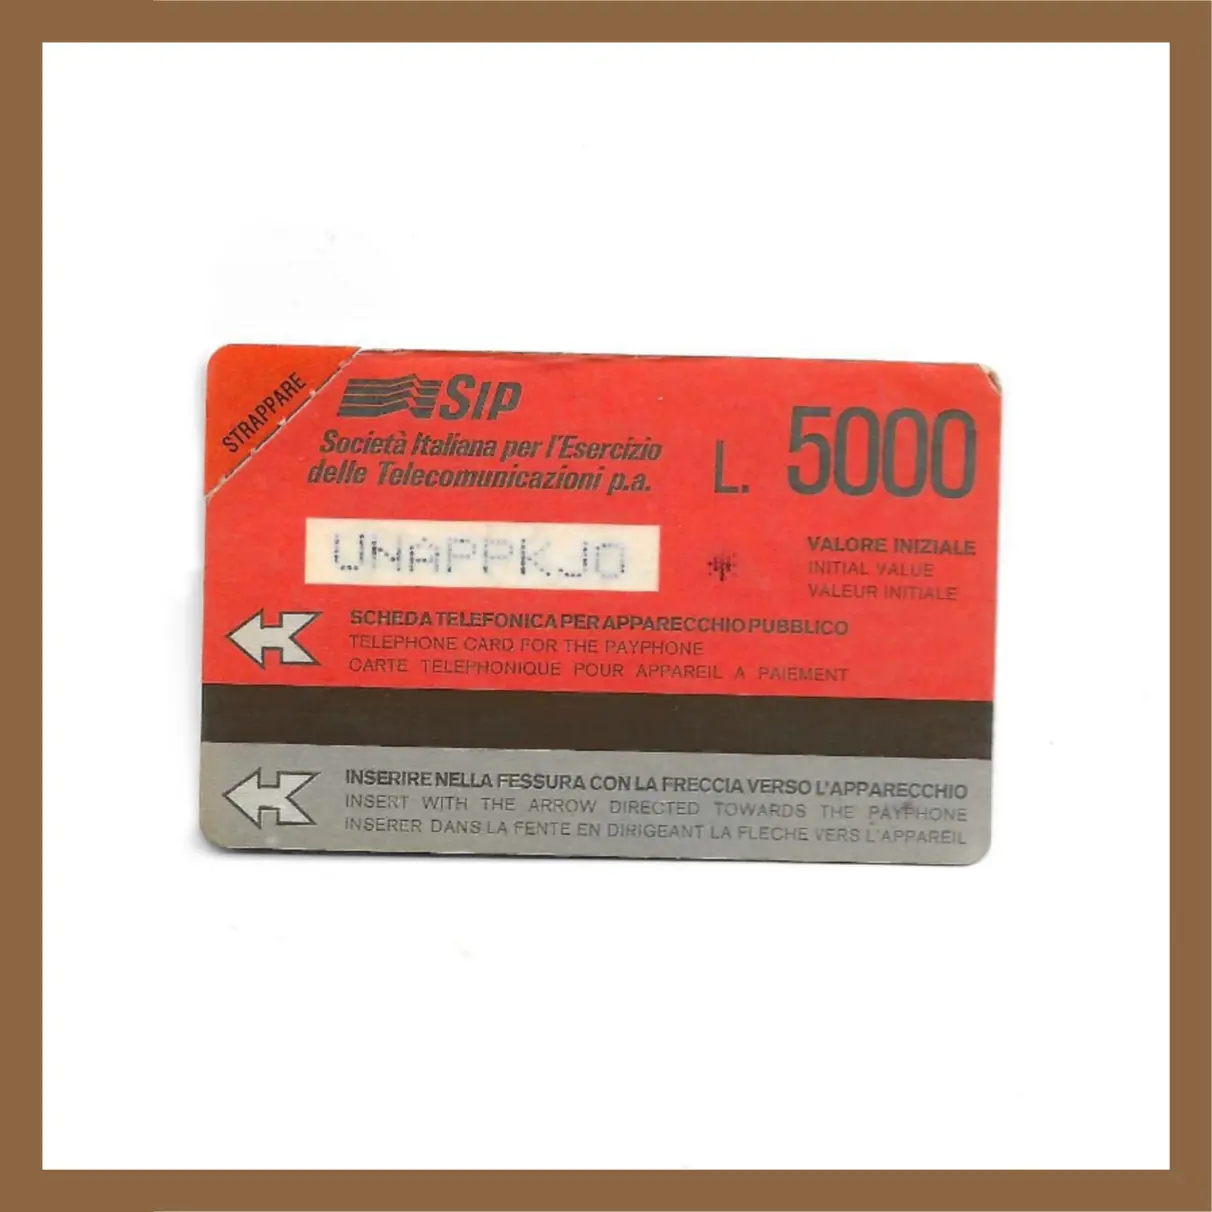 STRAPPARE
SIP
Società Italiana per l'Esercizio
delle Telecomunicazioni p.a.
L. 5000
VALORE INIZIALE
INITIAL VALUE
VALEUR INITIALE
UNAPPKJO
SCHEDA TELEFONICA PER APPARECCHIO PUBBLICO
TELEPHONE CARD FOR THE PAYPHONE
CARTE TELEPHONIQUE POUR APPAREIL A PAIEMENT
INSERIRE NELLA FESSURA CON LA FRECCIA VERSO L'APPARECCHIO
INSERT WITH THE ARROW DIRECTED TOWARDS THE PAYPHONE
INSERER DANS LA FENTE EN DIRIGEANT LA FLECHE VERS L'APPAREIL